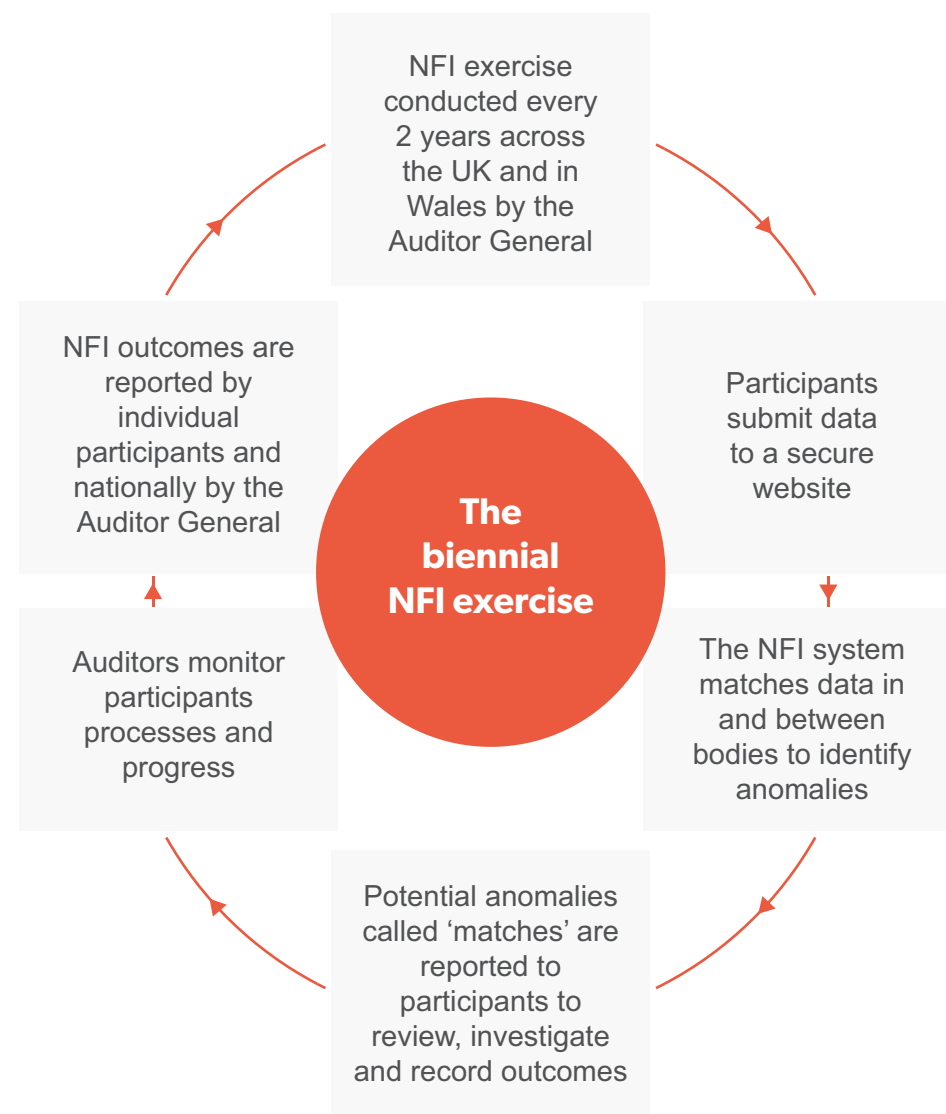 NFI exercise
conducted every
2 years across
the UK and in
Wales by the
Auditor General
Participants
submit data
to a secure
website
The NFI system
matches data in
and between
bodies to identify
anomalies
Potential anomalies
called ‘matches’ are
reported to
participants to
review, investigate
and record outcomes
Auditors monitor
participants
processes and
progress
NFI outcomes are
reported by
individual
participants and
nationally by the
Auditor General
The
biennial
NFI exercise